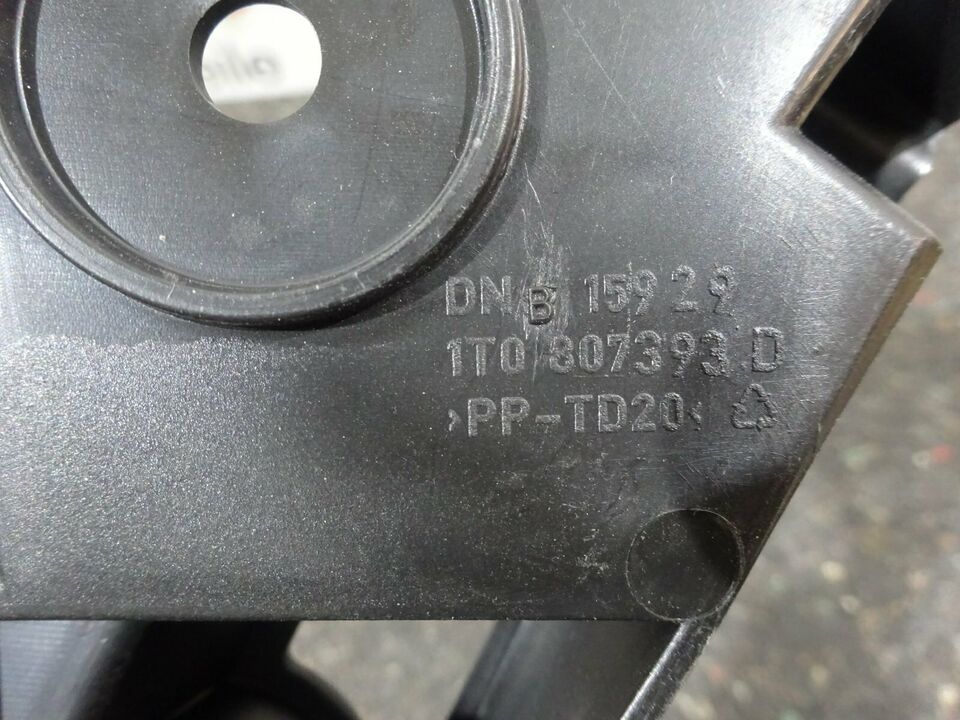 DN/B 159 2 9
1T0 807393 D
>PP-TD20<